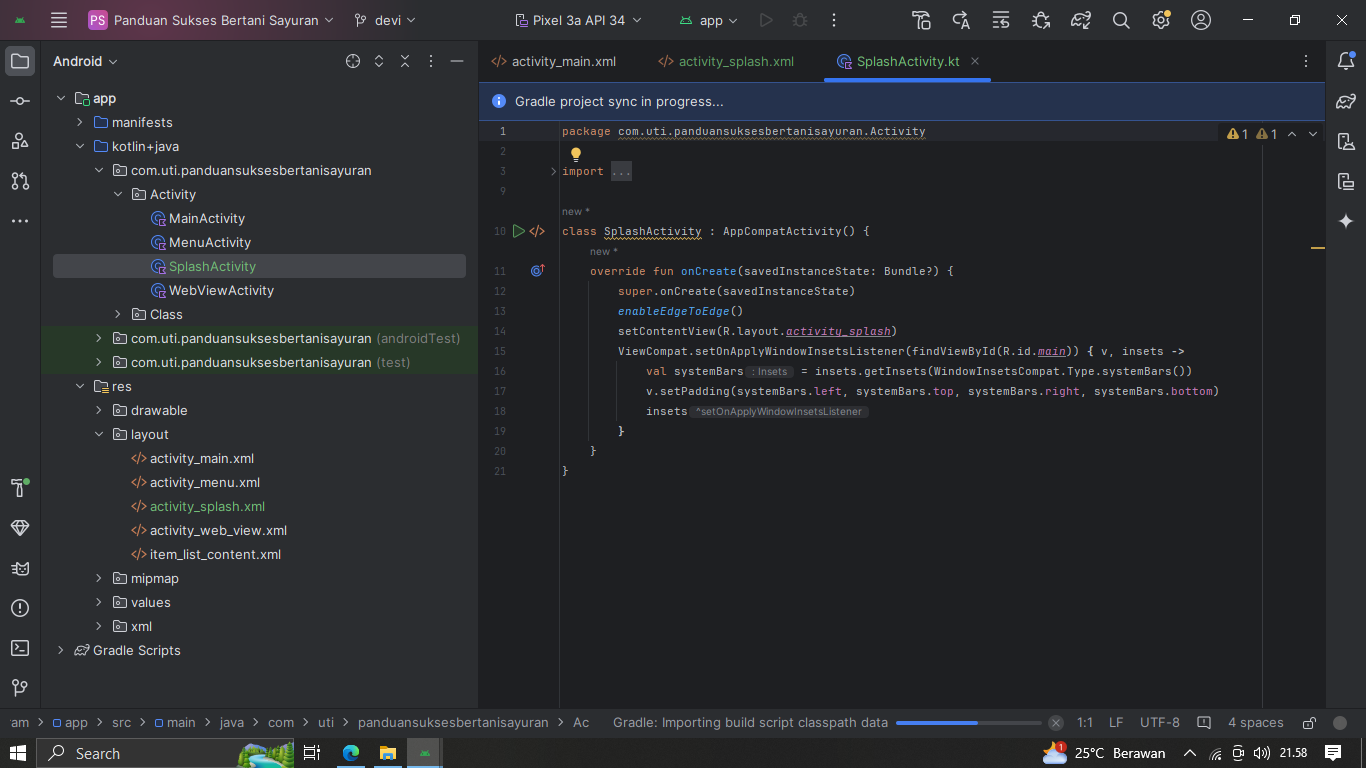 PS Panduan Sukses Bertani Sayuran devi Pixel 3a API 34 app
Android
activity_main.xml activity_splash.xml SplashActivity.kt
Gradle project sync in progress...
app
manifests
kotlin+java
com.uti.panduansuksesbertanisayuran
Activity
MainActivity
MenuActivity
SplashActivity
WebViewActivity
Class
com.uti.panduansuksesbertanisayuran (androidTest)
com.uti.panduansuksesbertanisayuran (test)
res
drawable
layout
activity_main.xml
activity_menu.xml
activity_splash.xml
activity_web_view.xml
item_list_content.xml
mipmap
values
xml
Gradle Scripts
1 package com.uti.panduansuksesbertanisayuran.Activity
1 1
2
3 import ...
9
new *
10 class SplashActivity : AppCompatActivity() {
new *
11 override fun onCreate(savedInstanceState: Bundle?) {
12 super.onCreate(savedInstanceState)
13 enableEdgeToEdge()
14 setContentView(R.layout.activity_splash)
15 ViewCompat.setOnApplyWindowInsetsListener(findViewById(R.id.main)) { v, insets ->
16 val systemBars : Insets = insets.getInsets(WindowInsetsCompat.Type.systemBars())
17 v.setPadding(systemBars.left, systemBars.top, systemBars.right, systemBars.bottom)
18 insets ^setOnApplyWindowInsetsListener
19 }
20 }
21 }
ram > app > src > main > java > com > uti > panduansuksesbertanisayuran > Ac Gradle: Importing build script classpath data 1:1 LF UTF-8 4 spaces
Search 1 25°C Berawan 21.58